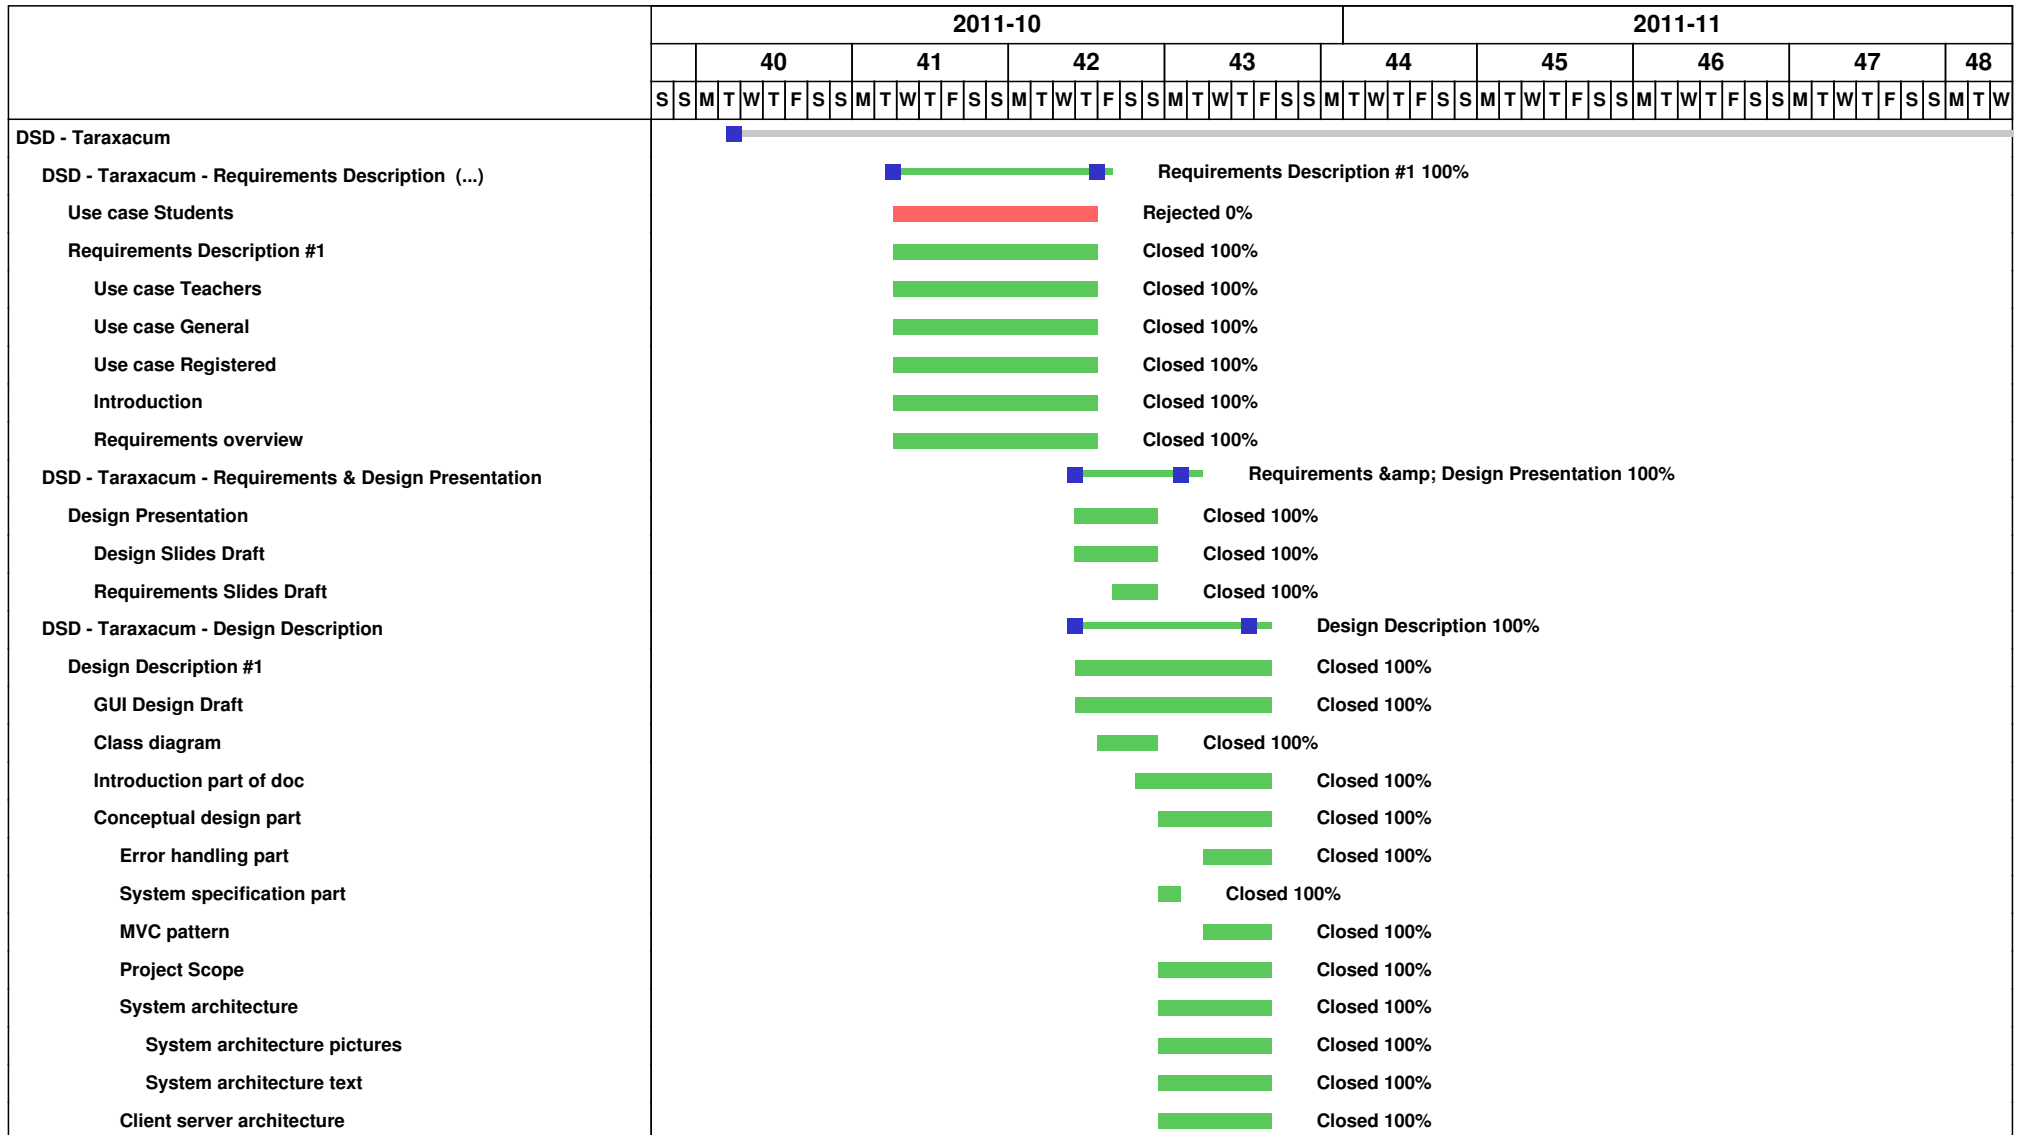 2011-10 2011-11
40 41 42 43 44 45 46 47 48
S S M T W T F S S M T W T F S S M T W T F S S M T W T F S S M T W T F S S M T W T F S S M T W T F S S M T W T F S S M T W
DSD - Taraxacum
DSD - Taraxacum - Requirements Description (...) Requirements Description #1 100%
Use case Students Rejected 0%
Requirements Description #1 Closed 100%
Use case Teachers Closed 100%
Use case General Closed 100%
Use case Registered Closed 100%
Introduction Closed 100%
Requirements overview Closed 100%
DSD - Taraxacum - Requirements & Design Presentation Requirements &amp; Design Presentation 100%
Design Presentation Closed 100%
Design Slides Draft Closed 100%
Requirements Slides Draft Closed 100%
DSD - Taraxacum - Design Description Design Description 100%
Design Description #1 Closed 100%
GUI Design Draft Closed 100%
Class diagram Closed 100%
Introduction part of doc Closed 100%
Conceptual design part Closed 100%
Error handling part Closed 100%
System specification part Closed 100%
MVC pattern Closed 100%
Project Scope Closed 100%
System architecture Closed 100%
System architecture pictures Closed 100%
System architecture text Closed 100%
Client server architecture Closed 100%